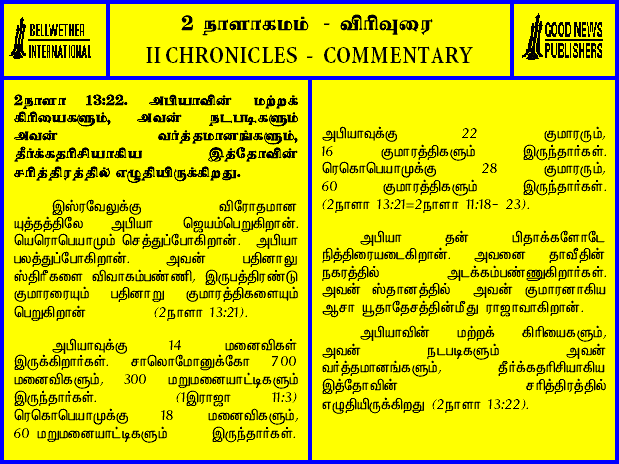 BELLWETHER
INTERNATIONAL
2 நாளாகமம் - விரிவுரை
II CHRONICLES - COMMENTARY
GOOD NEWS
PUBLISHERS
2நாளா 13:22. அபியாவின் மற்றக்
கிரியைகளும், அவன் நடபடிகளும்
அவன் வர்த்தமானங்களும்,
தீர்க்கதரிசியாகிய இத்தோவின்
சரித்திரத்தில் எழுதியிருக்கிறது.
இஸ்ரவேலுக்கு விரோதமான
யுத்தத்திலே அபியா ஜெயம்பெறுகிறான்.
யெரொபெயாமும் செத்துப்போகிறான். அபியா
பலத்துப்போகிறான். அவன் பதினாலு
ஸ்திரீகளை விவாகம்பண்ணி, இருபத்திரண்டு
குமாரரையும் பதினாறு குமாரத்திகளையும்
பெறுகிறான் (2நாளா 13:21).
அபியாவுக்கு 14 மனைவிகள்
இருக்கிறார்கள். சாலொமோனுக்கோ 700
மனைவிகளும், 300 மறுமனையாட்டிகளும்
இருந்தார்கள். (1இராஜா 11:3)
ரெகொபெயாமுக்கு 18 மனைவிகளும்,
60 மறுமனையாட்டிகளும் இருந்தார்கள்.
அபியாவுக்கு 22 குமாரரும்,
16 குமாரத்திகளும் இருந்தார்கள்.
ரெகொபெயாமுக்கு 28 குமாரரும்,
60 குமாரத்திகளும் இருந்தார்கள்.
(2நாளா 13:21=2நாளா 11:18- 23).
அபியா தன் பிதாக்களோடே
நித்திரையடைகிறான். அவனை தாவீதின்
நகரத்தில் அடக்கம்பண்ணுகிறார்கள்.
அவன் ஸ்தானத்தில் அவன் குமாரனாகிய
ஆசா யூதாதேசத்தின்மீது ராஜாவாகிறான்.
அபியாவின் மற்றக் கிரியைகளும்,
அவன் நடபடிகளும் அவன்
வர்த்தமானங்களும், தீர்க்கதரிசியாகிய
இத்தோவின் சரித்திரத்தில்
எழுதியிருக்கிறது (2நாளா 13:22).